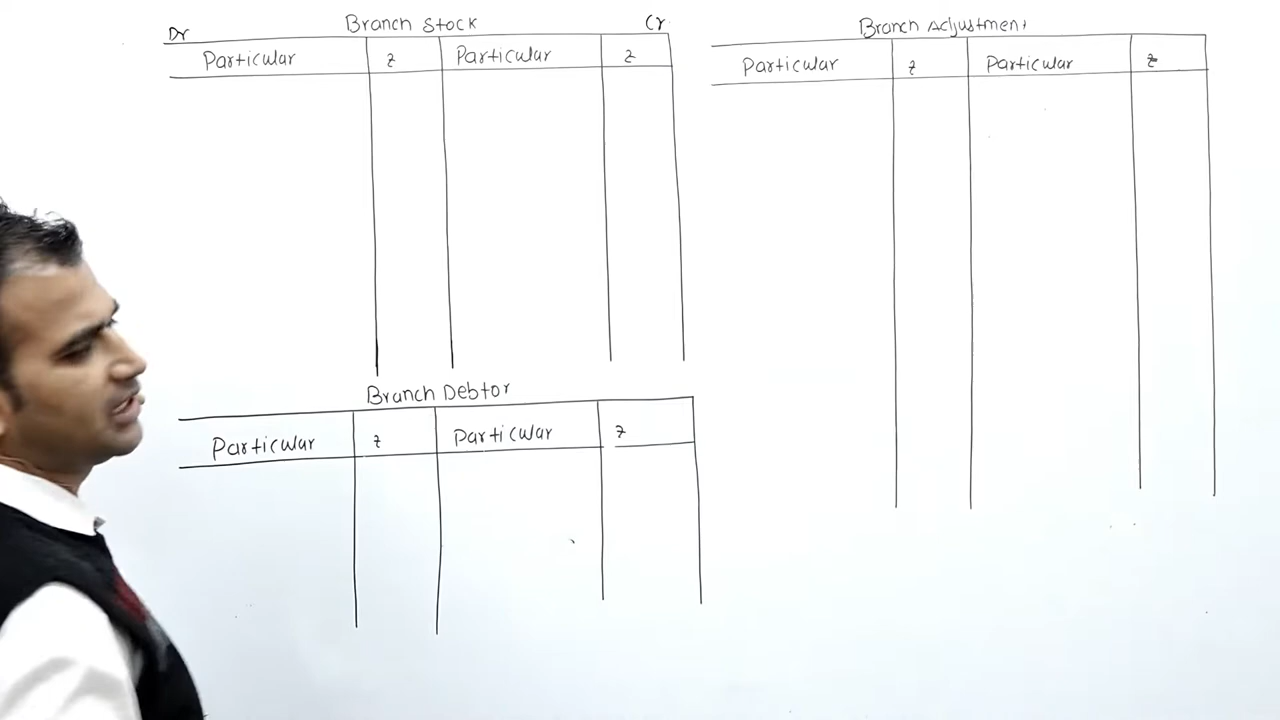 Dr Branch Stock Cr
Particular ₹ Particular ₹
Branch Adjustment
Particular ₹ Particular ₹
Branch Debtor
Particular ₹ Particular ₹